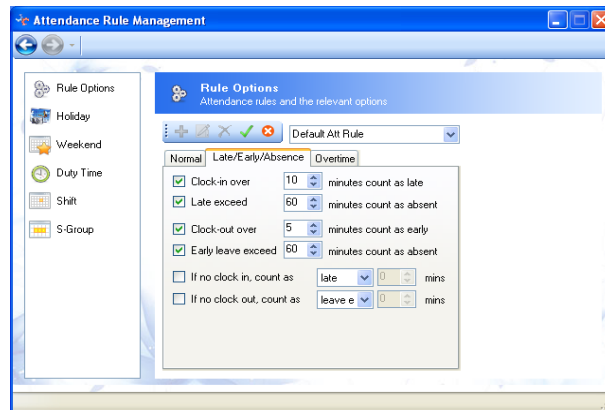 Attendance Rule Management
Rule Options
Holiday
Weekend
Duty Time
Shift
S-Group
Rule Options
Attendance rules and the relevant options
Default Att Rule
Normal Late/Early/Absence Overtime
Clock-in over 10 minutes count as late
Late exceed 60 minutes count as absent
Clock-out over 5 minutes count as early
Early leave exceed 60 minutes count as absent
If no clock in, count as late 0 mins
If no clock out, count as leave e 0 mins